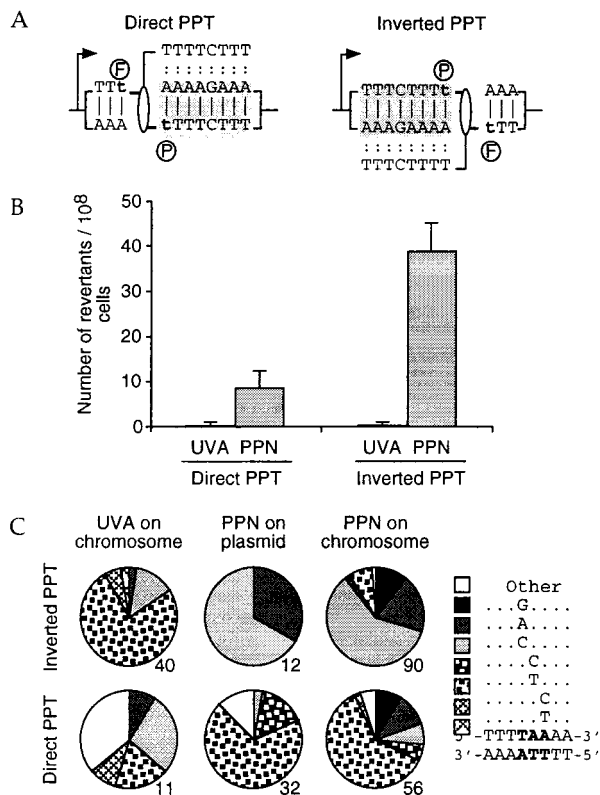 A
Direct PPT
Inverted PPT
TTTTCTTT
: : : : : : : :
F
P
TTt
AAAAGAAA
TTTCTTTt
AAA
AAA
tTTTCTTT
AAAGAAAA
tTT
P
: : : : : : : :
F
TTTCTTTT
B
Number of revertants / 10⁸ cells
50
40
30
20
10
0
UVA PPN
UVA PPN
Direct PPT
Inverted PPT
C
UVA on chromosome
PPN on plasmid
PPN on chromosome
Inverted PPT
40
12
90
Direct PPT
11
32
56
Other
....G....
....A....
....C....
C
T
C
T
5'-TTTTAAAA-3'
3'-AAAATTTT-5'